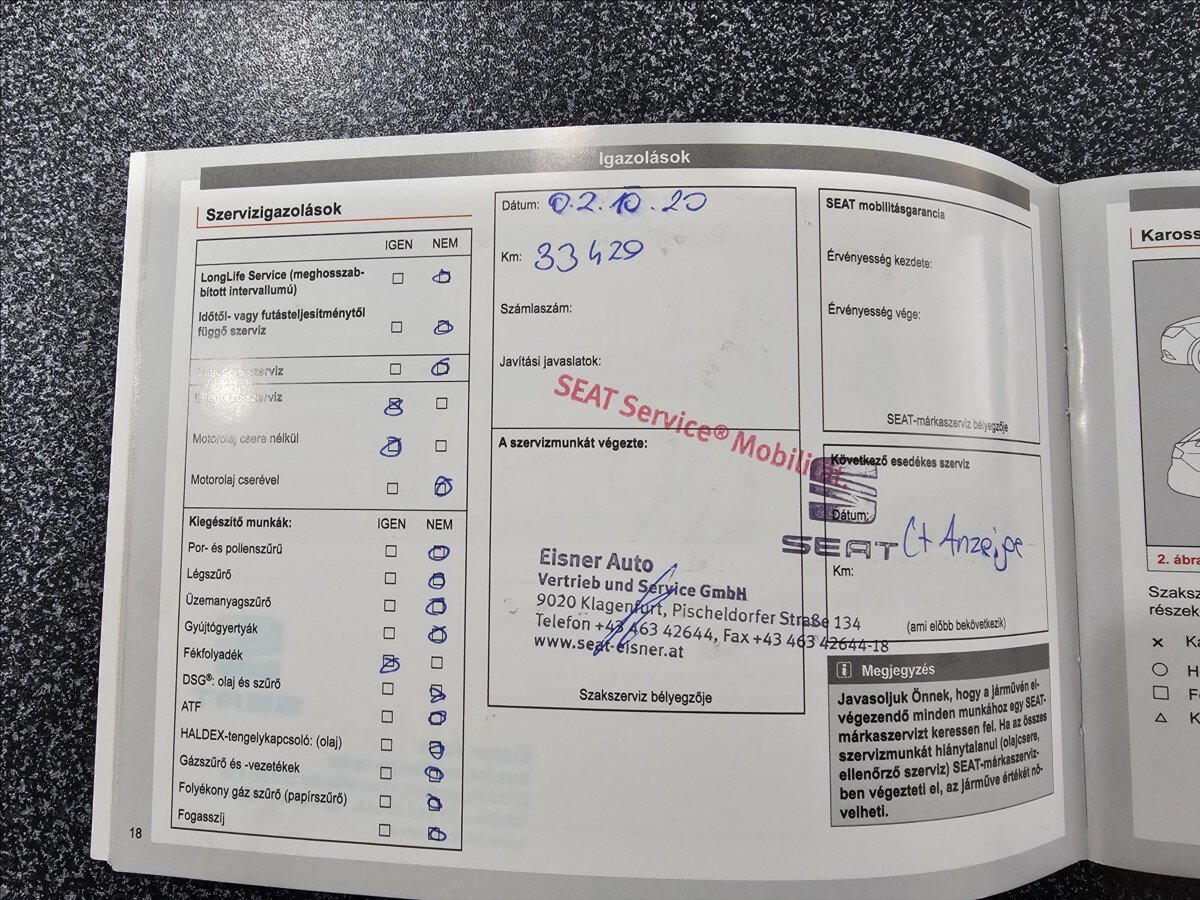 Igazolások
Szervizigazolások
IGEN NEM
LongLife Service (meghosszab-
bított intervallumú)
Időtől- vagy futásteljesítménytől
függő szerviz
szerviz
szerviz
Motorolaj csere nélkül
Motorolaj cserével
Kiegészítő munkák: IGEN NEM
Por- és pollenszűrű
Légszűrő
Üzemanyagszűrő
Gyújtógyertyák
Fékfolyadék
DSG®: olaj és szűrő
ATF
HALDEX-tengelykapcsoló: (olaj)
Gázszűrő és -vezetékek
Folyékony gáz szűrő (papírszűrő)
Fogasszíj
18
Dátum: 02.10.20
Km: 33429
Számlaszám:
Javítási javaslatok:
SEAT Service® Mobilität.
A szervizmunkát végezte:
Eisner Auto
Vertrieb und Service GmbH
9020 Klagenfurt, Pischeldorfer Straße 134
Telefon +43 463 42644, Fax +43 463 42644-18
www.seat-eisner.at
Szakszerviz bélyegzője
SEAT mobilitásgarancia
Érvényesség kezdete:
Érvényesség vége:
SEAT-márkaszerviz bélyegzője
Következő esedékes szerviz
Dátum:
SEAT
Anzeige
Km:
(ami előbb bekövetkezik)
i Megjegyzés
Javasoljuk Önnek, hogy a járművén el-
végezendő minden munkához egy SEAT-
márkaszervizt keressen fel. Ha az összes
szervizmunkát hiánytalanul (olajcsere,
ellenőrző szerviz) SEAT-márkaszerviz-
ben végezteti el, az járműve értékét nö-
velheti.
Kaross
2. ábra
Szaksz
részek